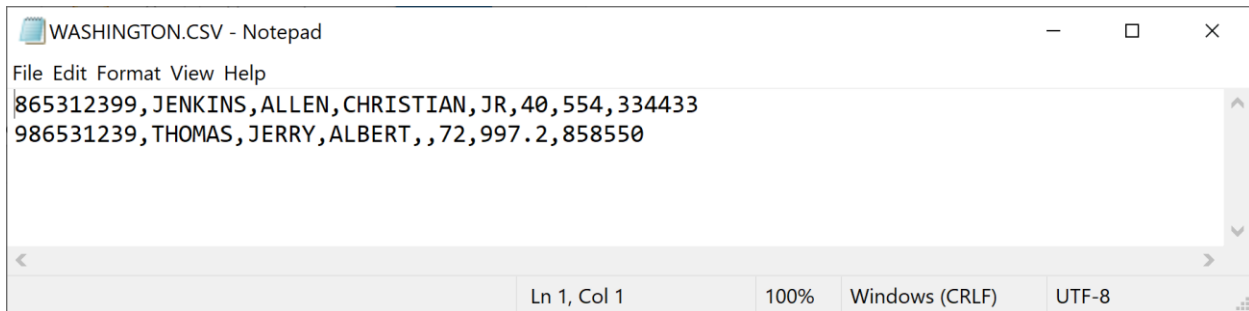 WASHINGTON.CSV - Notepad
File Edit Format View Help
865312399,JENKINS,ALLEN,CHRISTIAN,JR,40,554,334433
986531239,THOMAS,JERRY,ALBERT,,72,997.2,858550
Ln 1, Col 1 100% Windows (CRLF) UTF-8